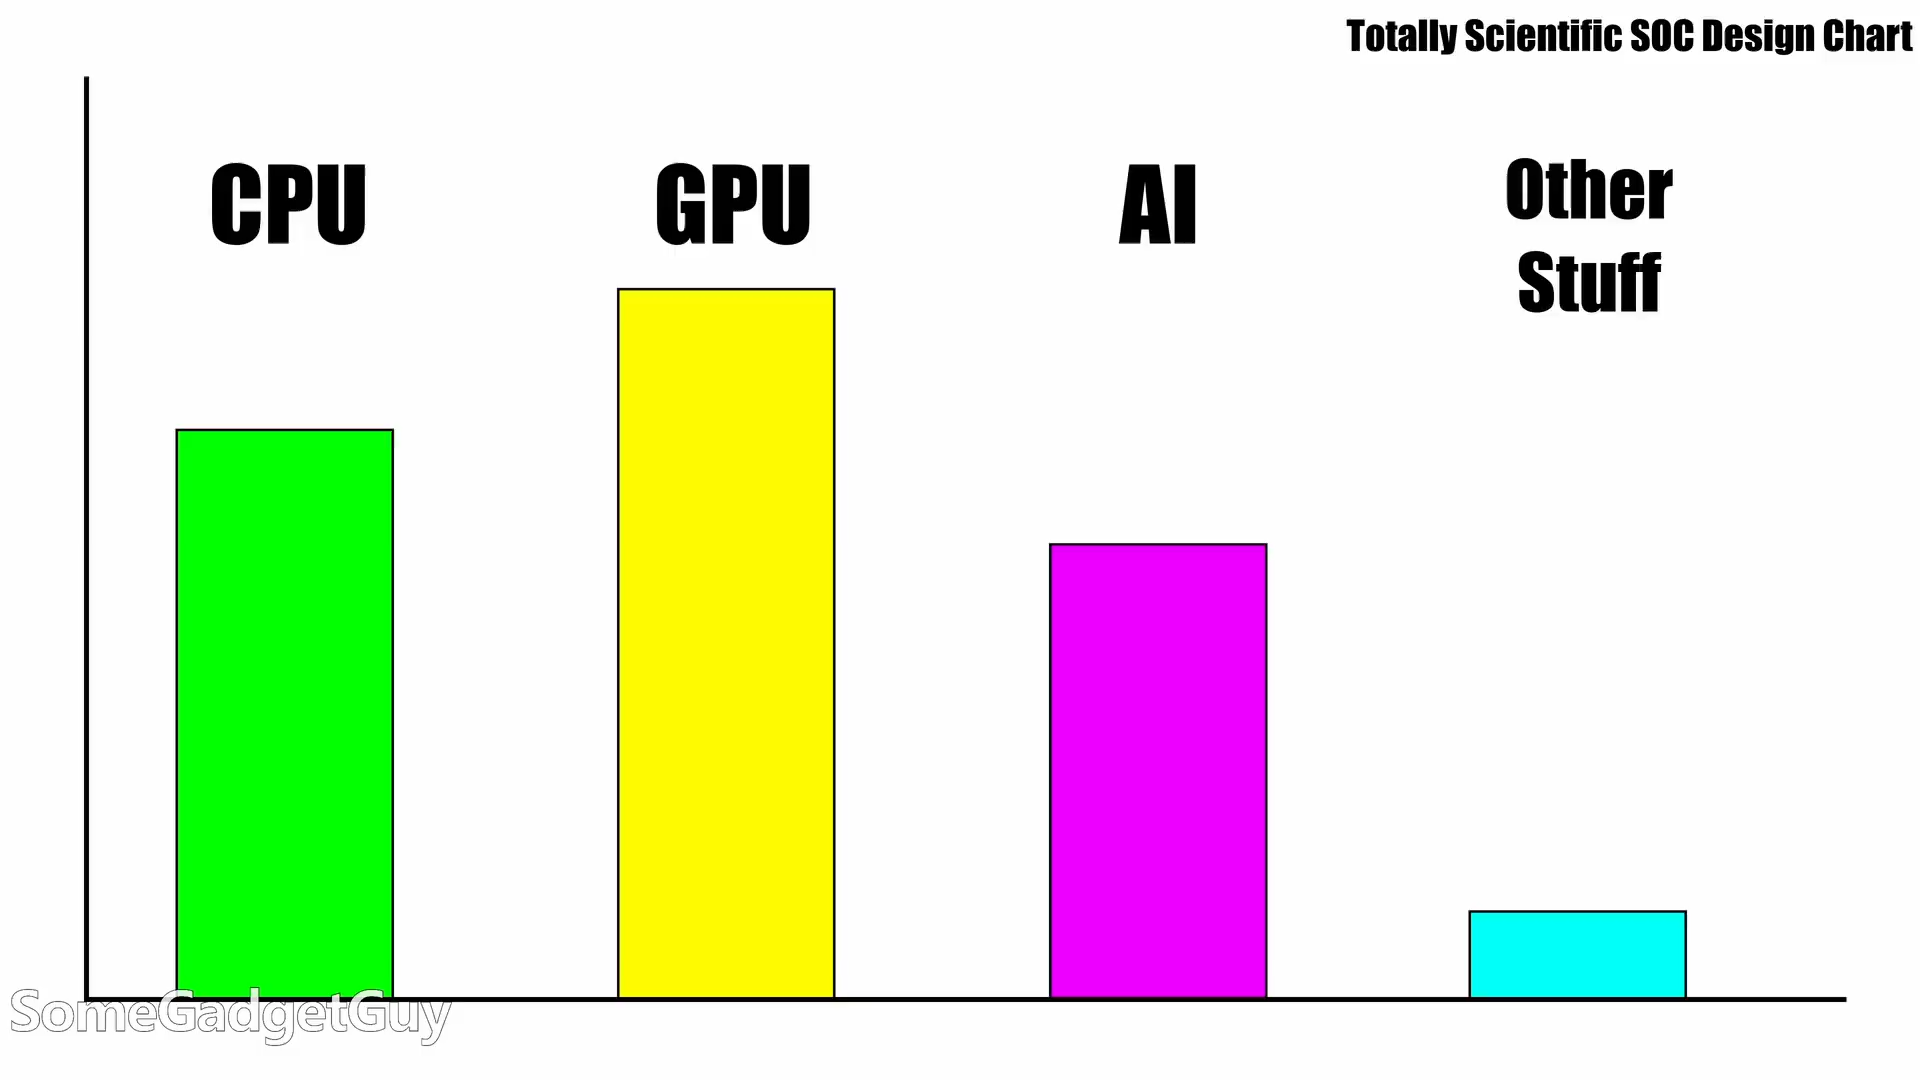 Totally Scientific SOC Design Chart
CPU
GPU
AI
Other
Stuff
SomeGadgetGuy